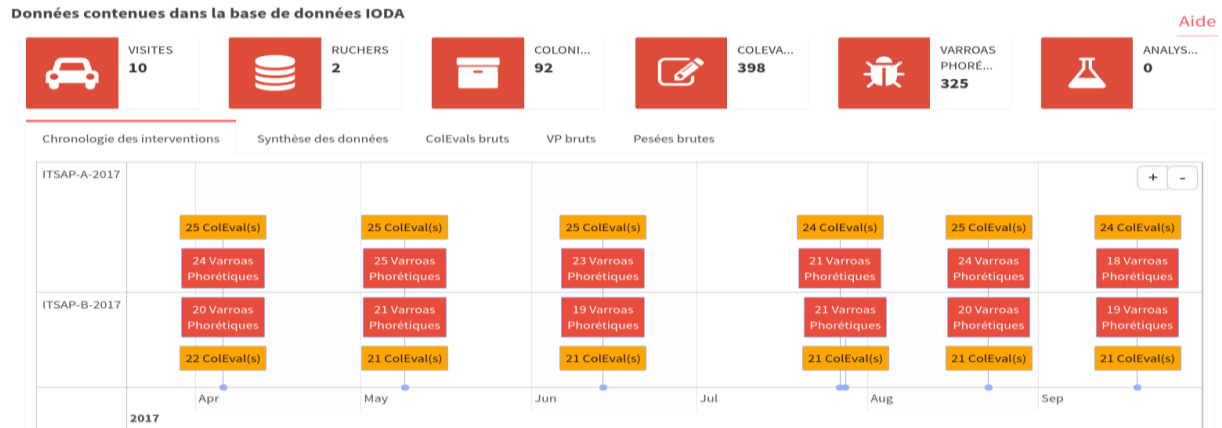 Données contenues dans la base de données IODA
Aide
VISITES
10
RUCHERS
2
COLONI...
92
COLEVA...
398
VARROAS
PHORÉ...
325
ANALYS...
0
Chronologie des interventions
Synthèse des données
ColEvals bruts
VP bruts
Pesées brutes
ITSAP-A-2017
+
-
25 ColEval(s)
25 ColEval(s)
25 ColEval(s)
24 ColEval(s)
25 ColEval(s)
24 ColEval(s)
24 Varroas
Phorétiques
25 Varroas
Phorétiques
23 Varroas
Phorétiques
21 Varroas
Phorétiques
24 Varroas
Phorétiques
18 Varroas
Phorétiques
ITSAP-B-2017
20 Varroas
Phorétiques
21 Varroas
Phorétiques
19 Varroas
Phorétiques
21 Varroas
Phorétiques
20 Varroas
Phorétiques
19 Varroas
Phorétiques
22 ColEval(s)
21 ColEval(s)
21 ColEval(s)
21 ColEval(s)
21 ColEval(s)
21 ColEval(s)
Apr
May
Jun
Jul
Aug
Sep
2017